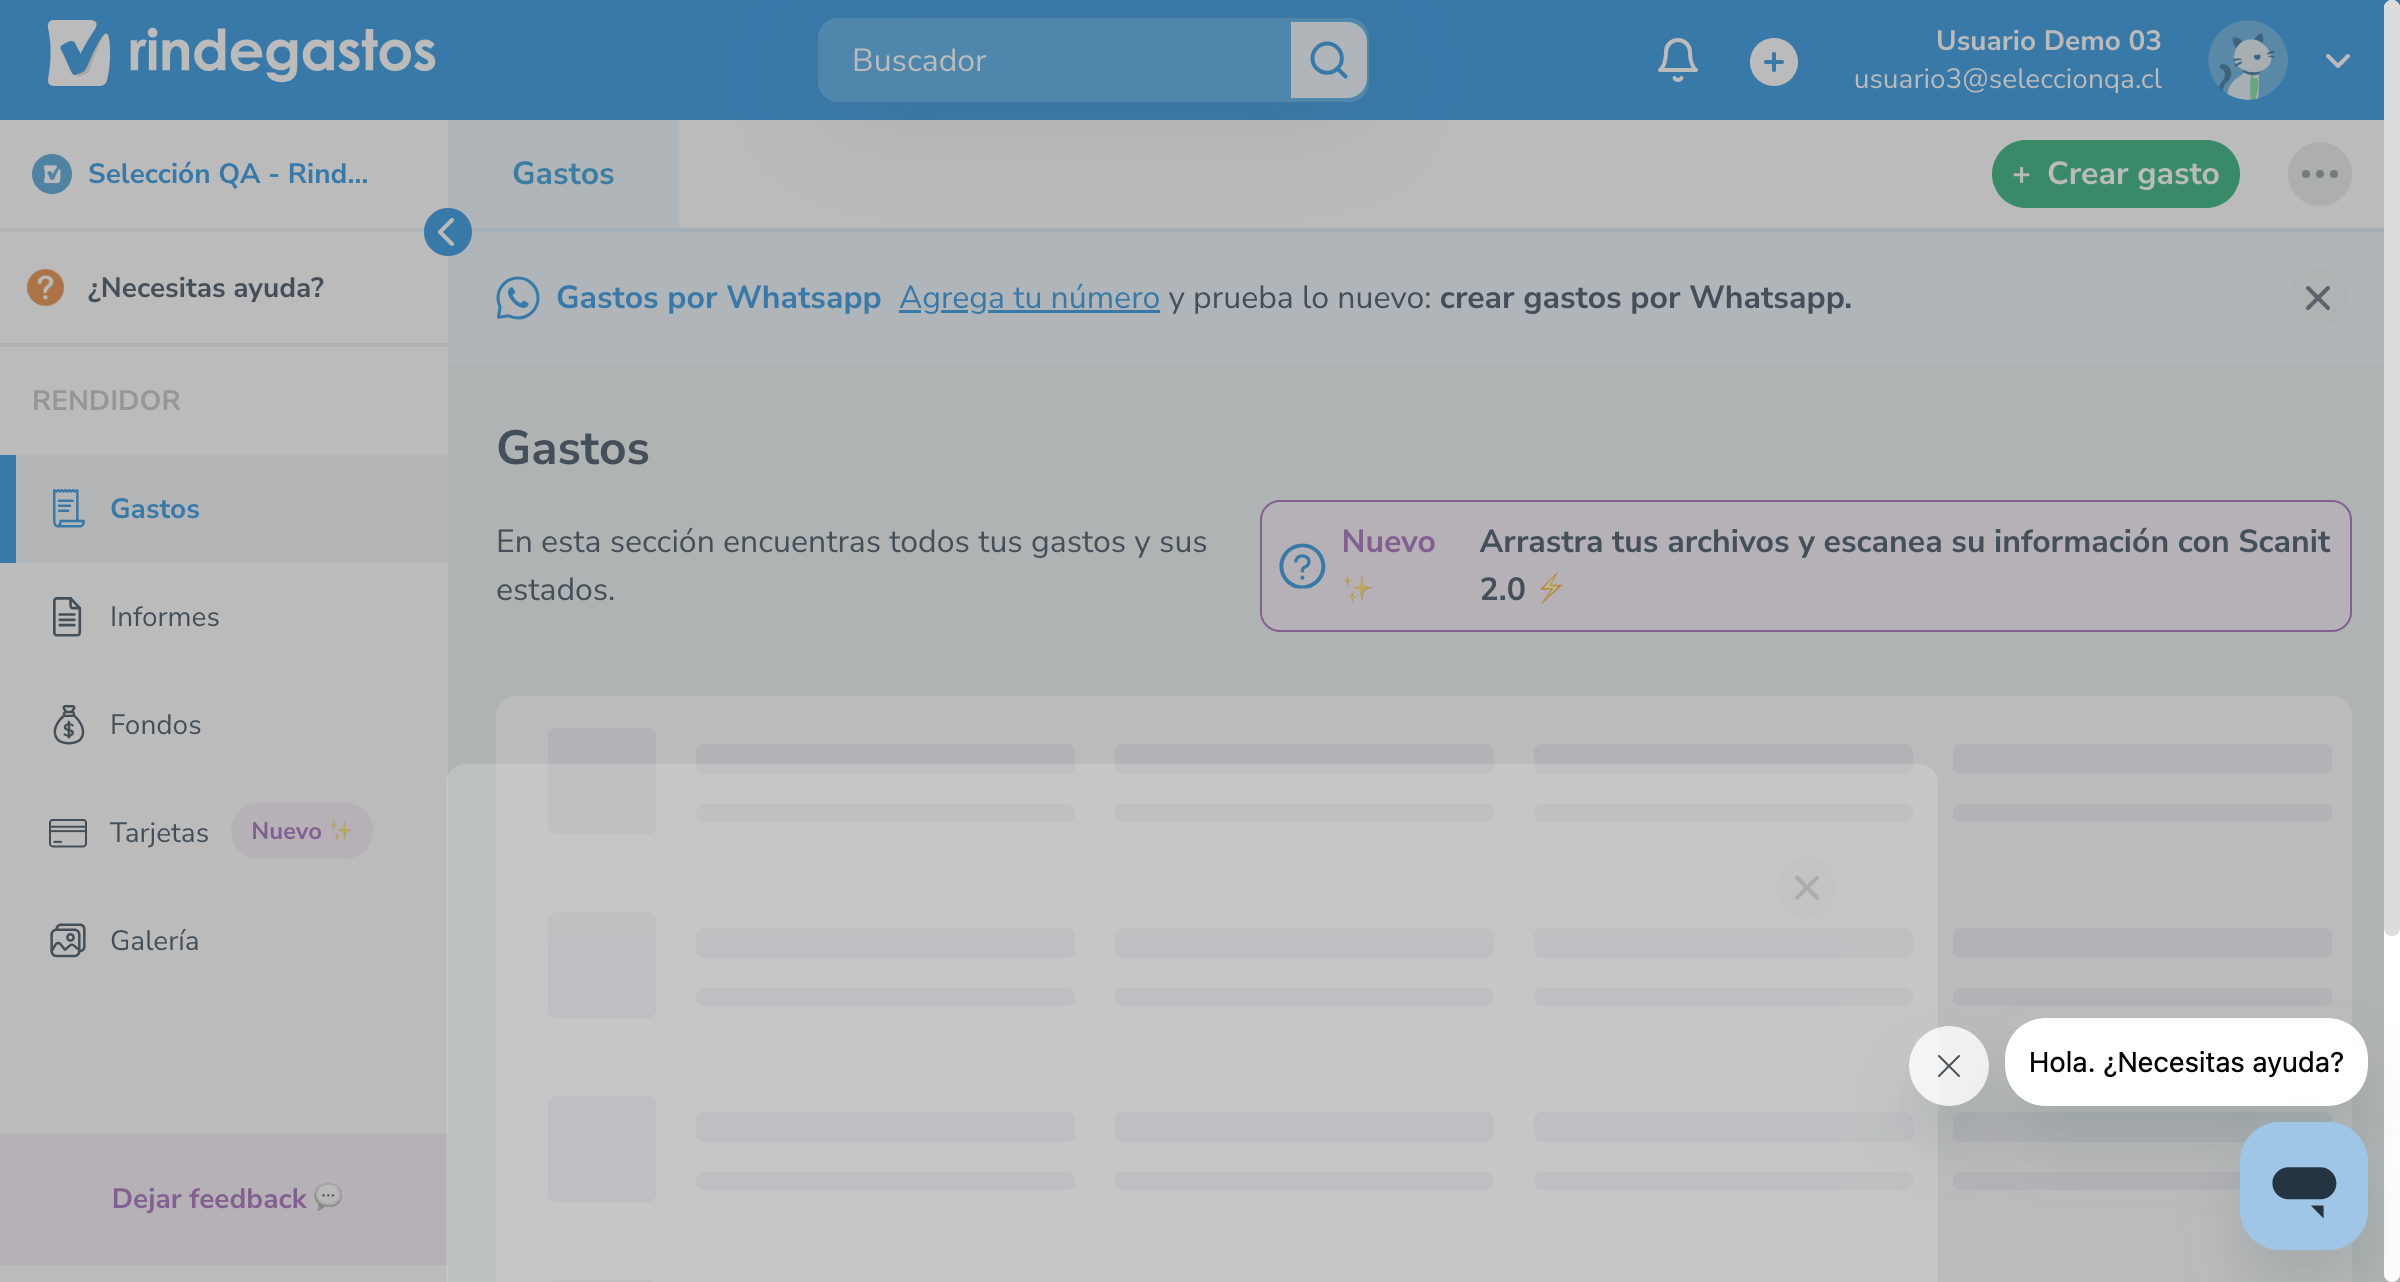 rindegastos
Buscador
Usuario Demo 03
usuario3@seleccionqa.cl
Selección QA - Rind...
Gastos
+ Crear gasto
¿Necesitas ayuda?
Gastos por Whatsapp Agrega tu número y prueba lo nuevo: crear gastos por Whatsapp.
RENDIDOR
Gastos
Informes
Fondos
Tarjetas Nuevo ✨
Galería
Dejar feedback 💬
Gastos
En esta sección encuentras todos tus gastos y sus
estados.
Nuevo
✨
Arrastra tus archivos y escanea su información con Scanit
2.0 ⚡
Hola. ¿Necesitas ayuda?